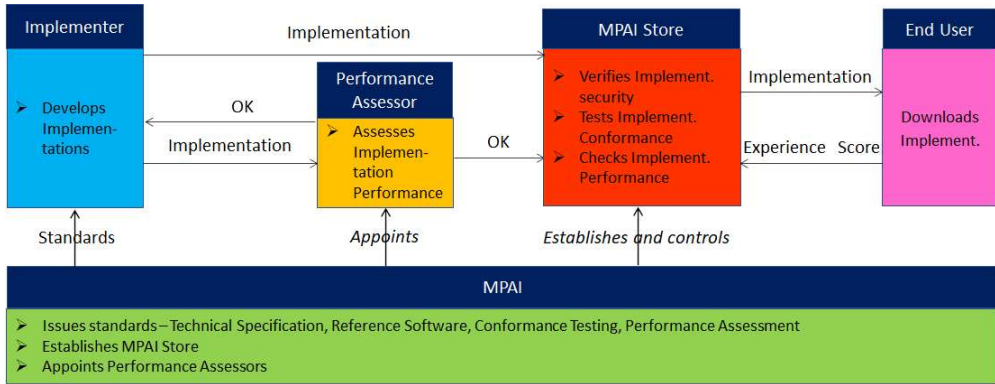 Implementer
Implementation
MPAI Store
End User
➢ Develops
Implemen-
tations
OK
Implementation
Performance
Assessor
➢ Assesses
Implemen-
tation
Performance
OK
➢ Verifies Implement.
security
➢ Tests Implement.
Conformance
➢ Checks Implement.
Performance
Implementation
Experience Score
Downloads
Implement.
Standards
Appoints
Establishes and controls
MPAI
➢ Issues standards – Technical Specification, Reference Software, Conformance Testing, Performance Assessment
➢ Establishes MPAI Store
➢ Appoints Performance Assessors